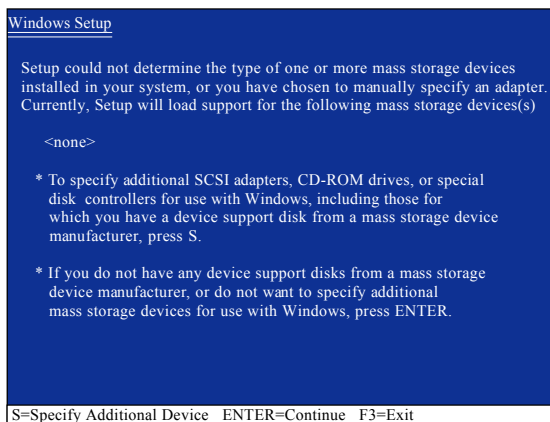 Windows Setup
Setup could not determine the type of one or more mass storage devices
installed in your system, or you have chosen to manually specify an adapter.
Currently, Setup will load support for the following mass storage devices(s)
<none>
* To specify additional SCSI adapters, CD-ROM drives, or special
disk controllers for use with Windows, including those for
which you have a device support disk from a mass storage device
manufacturer, press S.
* If you do not have any device support disks from a mass storage
device manufacturer, or do not want to specify additional
mass storage devices for use with Windows, press ENTER.
S=Specify Additional Device ENTER=Continue F3=Exit